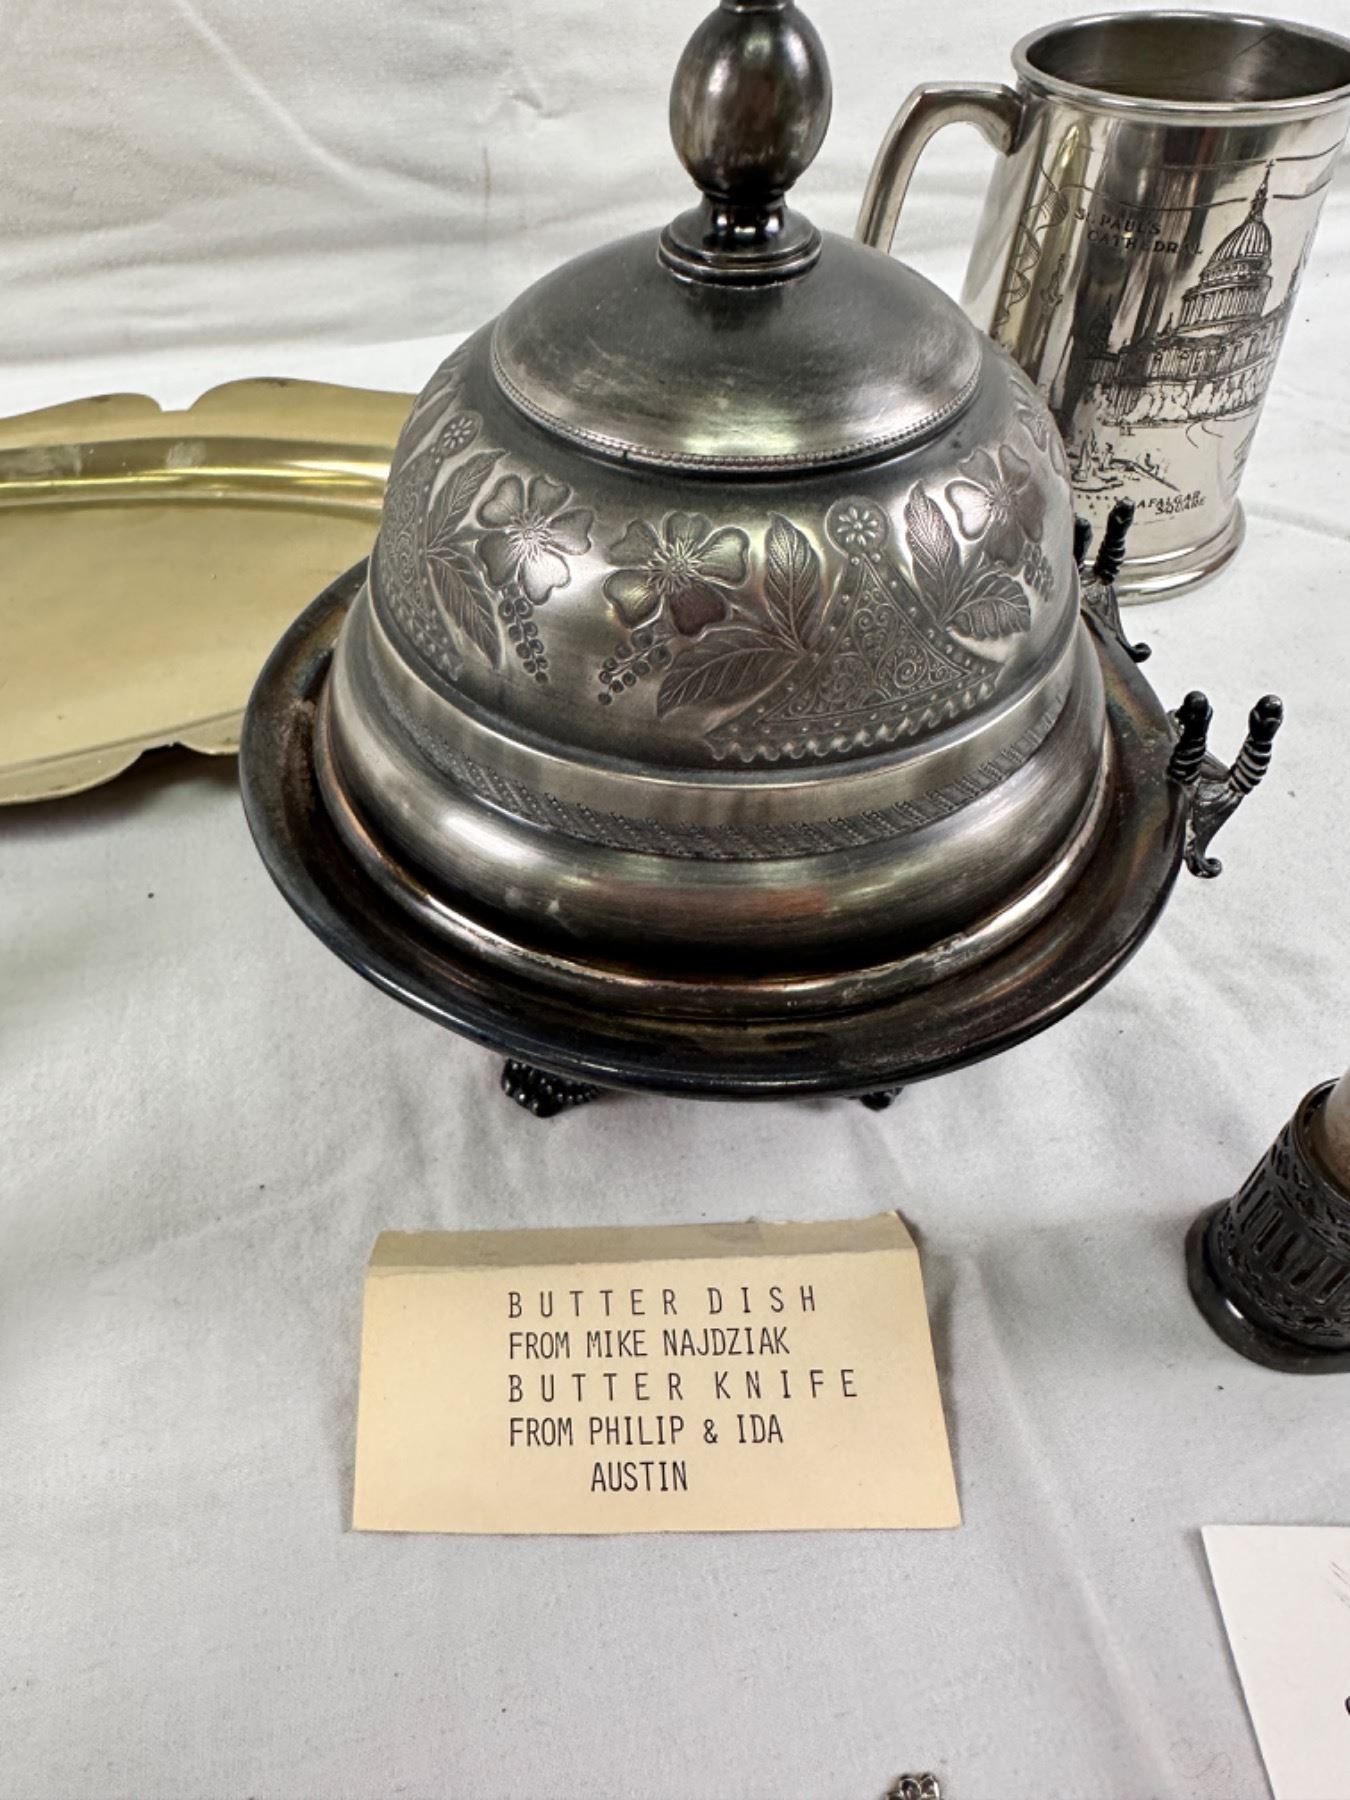 ST. PAUL'S
CATHEDRAL
SQUARE
BUTTER DISH
FROM MIKE NAJDZIAK
BUTTER KNIFE
FROM PHILIP & IDA
AUSTIN